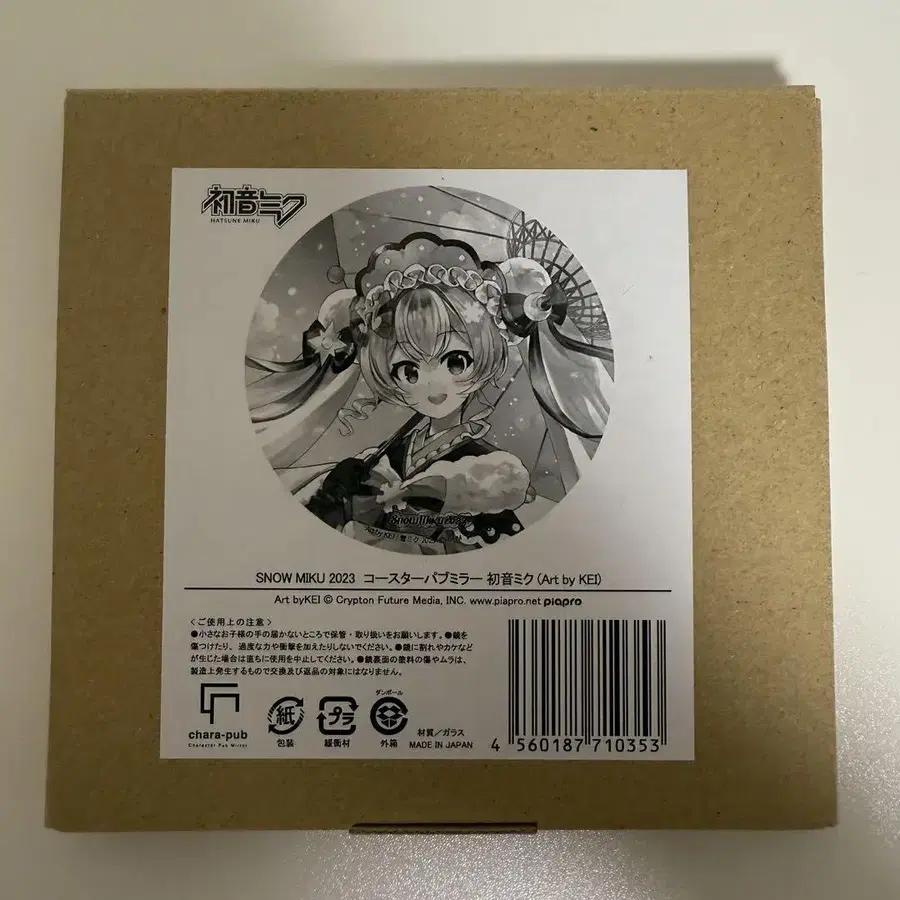 初音ミク
HATSUNE MIKU
SnowMiku2023
SNOW MIKU 2023 コースターパブミラー 初音ミク(Art by KEI)
Art byKEI © Crypton Future Media, INC. www.piapro.net piapro
<ご使用上の注意>
●小さなお子様の手の届かないところで保管・取り扱いをお願いします。●鏡を
傷つけたり、過度な力や衝撃を加えたりしないでください。●鏡に割れやカケなど
が生じた場合は直ちに使用を中止してください。●鏡裏面の塗料の傷やムラは、
製造上発生するもので交換及び返品の対象にはなりません。
chara-pub
Character Pub Mirror
紙
包装
プラ
緩衝材
ダンボール
外箱
材質/ガラス
MADE IN JAPAN
4 560187 710353